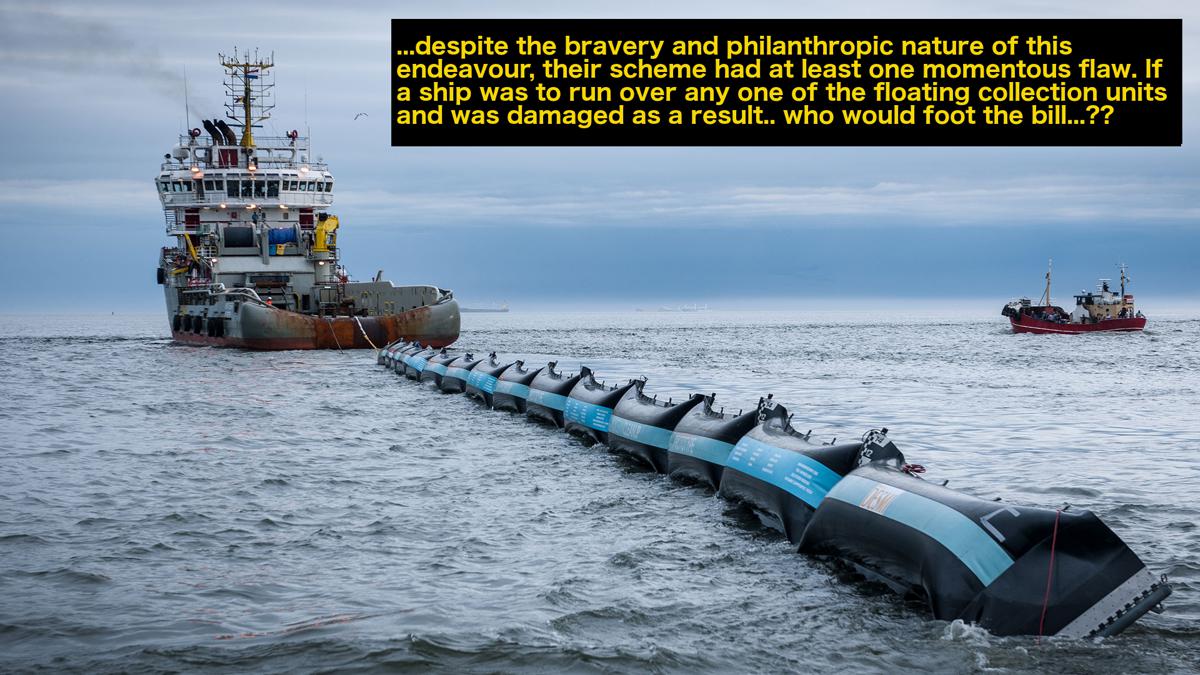 ...despite the bravery and philanthropic nature of this
endeavour, their scheme had at least one momentous flaw. If
a ship was to run over any one of the floating collection units
and was damaged as a result.. who would foot the bill...??